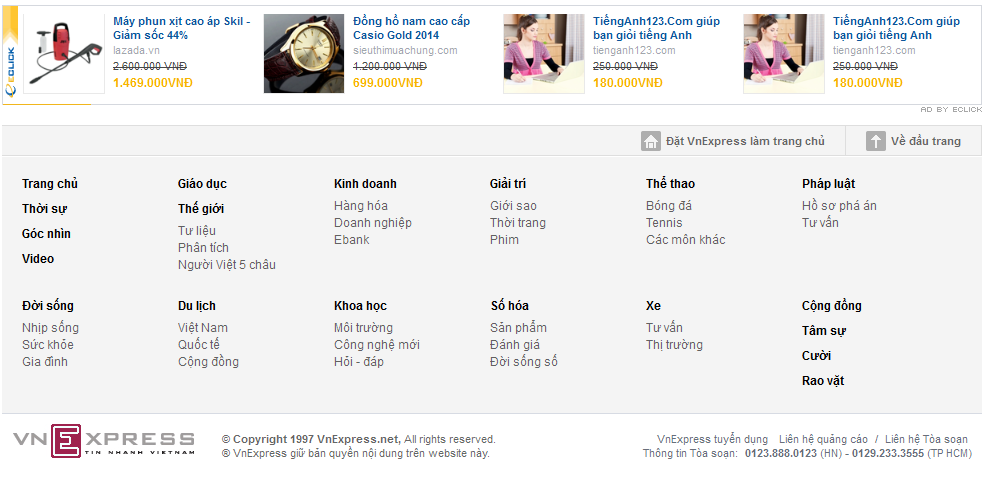 ECLICK
Máy phun xịt cao áp Skil -
Giảm sốc 44%
lazada.vn
2.600.000 VNĐ
1.469.000VNĐ
Đồng hồ nam cao cấp
Casio Gold 2014
sieuthimuachung.com
1.200.000 VNĐ
699.000VNĐ
TiếngAnh123.Com giúp
bạn giỏi tiếng Anh
tienganh123.com
250.000 VNĐ
180.000VNĐ
TiếngAnh123.Com giúp
bạn giỏi tiếng Anh
tienganh123.com
250.000 VNĐ
180.000VNĐ
AD BY ECLICK
Đặt VnExpress làm trang chủ
Về đầu trang
Trang chủ
Thời sự
Góc nhìn
Video
Giáo dục
Thế giới
Tư liệu
Phân tích
Người Việt 5 châu
Kinh doanh
Hàng hóa
Doanh nghiệp
Ebank
Giải trí
Giới sao
Thời trang
Phim
Thể thao
Bóng đá
Tennis
Các môn khác
Pháp luật
Hồ sơ phá án
Tư vấn
Đời sống
Nhịp sống
Sức khỏe
Gia đình
Du lịch
Việt Nam
Quốc tế
Cộng đồng
Khoa học
Môi trường
Công nghệ mới
Hỏi - đáp
Số hóa
Sản phẩm
Đánh giá
Đời sống số
Xe
Tư vấn
Thị trường
Cộng đồng
Tâm sự
Cười
Rao vặt
VNEXPRESS
TIN NHANH VIETNAM
© Copyright 1997 VnExpress.net, All rights reserved.
® VnExpress giữ bản quyền nội dung trên website này.
VnExpress tuyển dụng Liên hệ quảng cáo / Liên hệ Tòa soạn
Thông tin Tòa soạn: 0123.888.0123 (HN) - 0129.233.3555 (TP HCM)